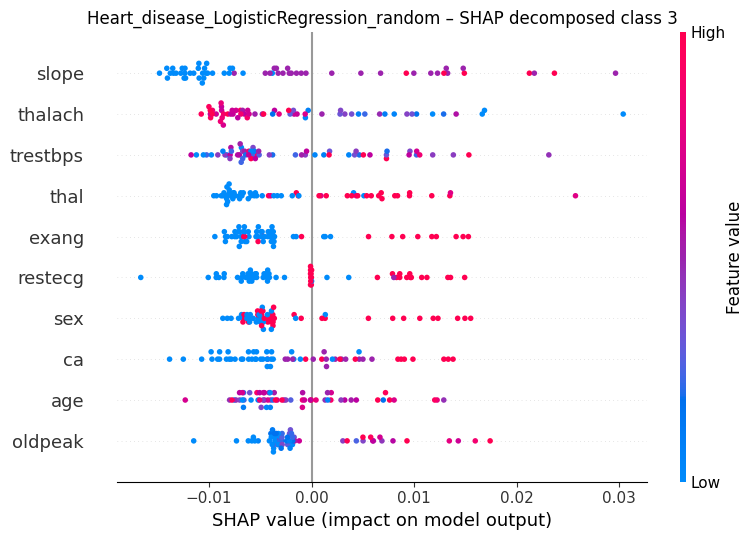 Heart_disease_LogisticRegression_random – SHAP decomposed class 3
High
slope
thalach
trestbps
thal
exang
restecg
sex
ca
age
oldpeak
Feature value
Low
−0.01 0.00 0.01 0.02 0.03
SHAP value (impact on model output)